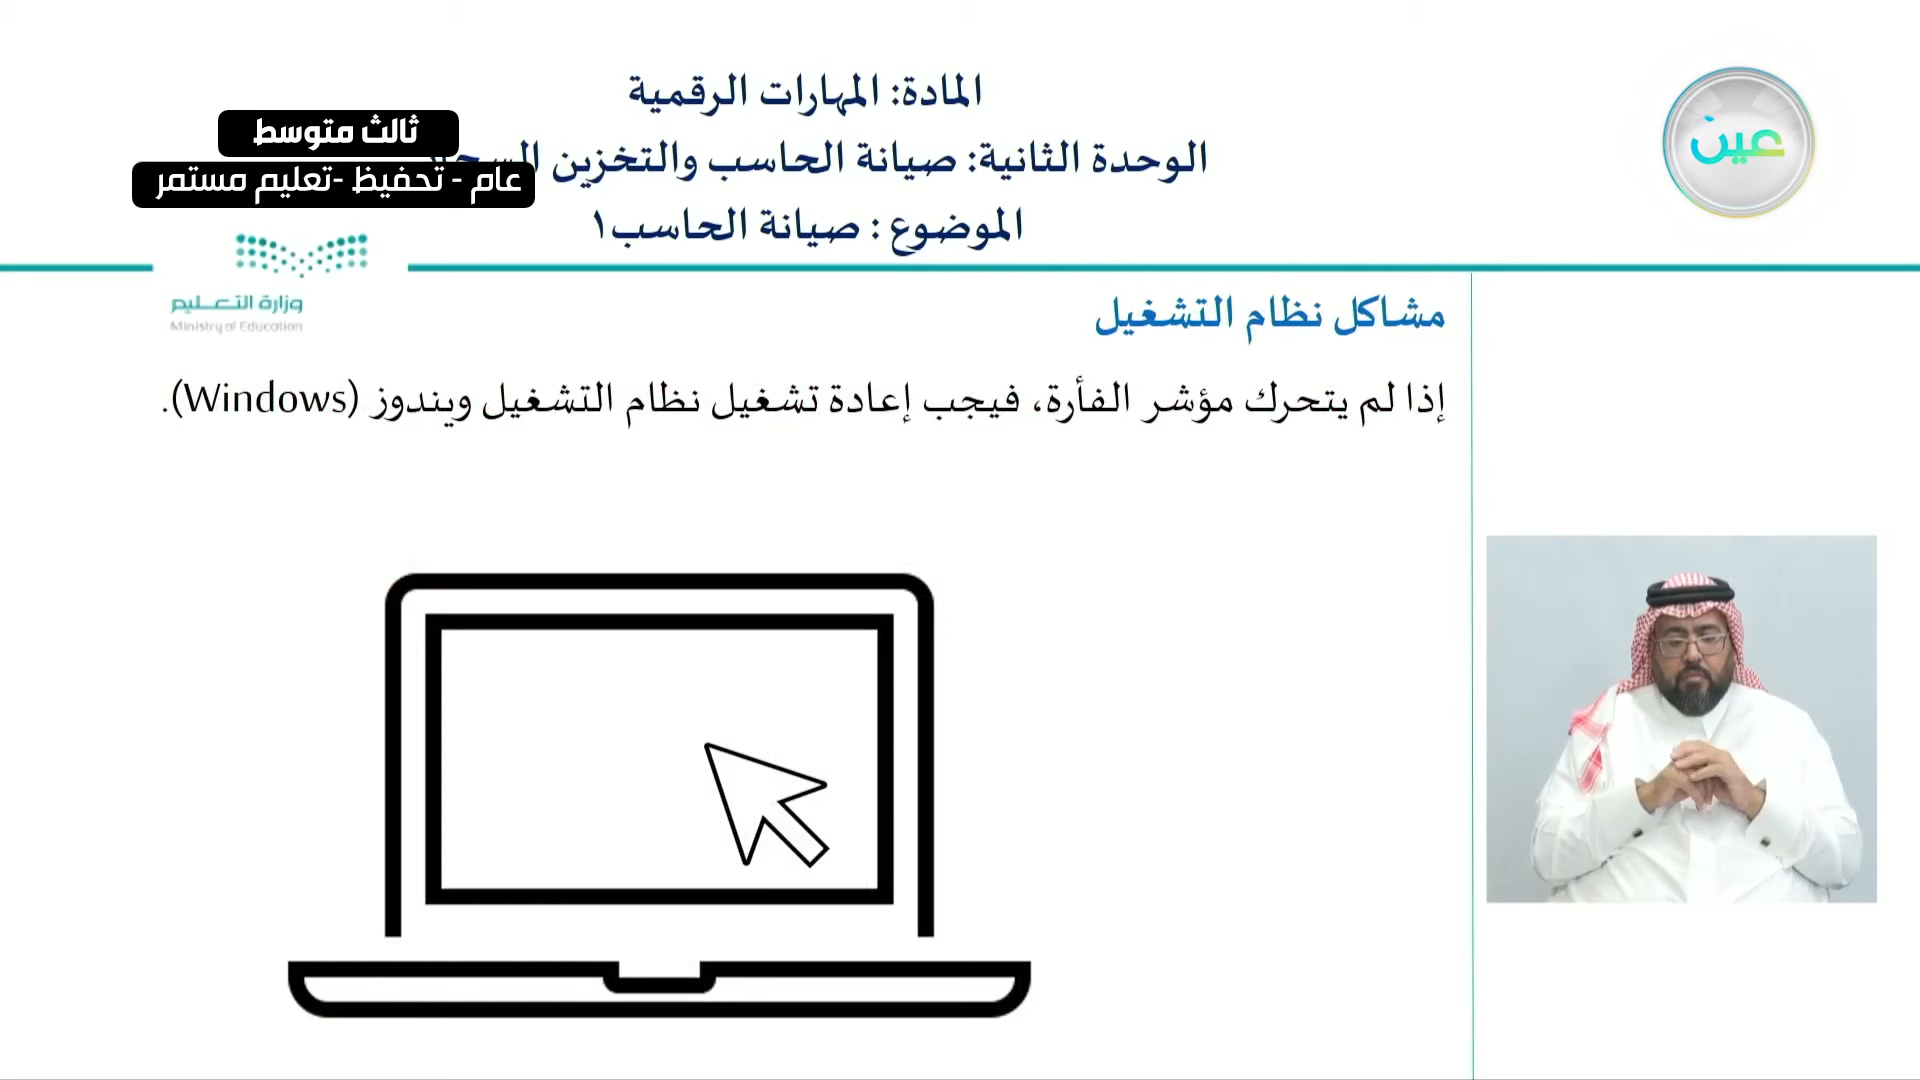 المادة: المهارات الرقمية
الوحدة الثانية: صيانة الحاسب والتخزين
الموضوع : صيانة الحاسب١
ثالث متوسط
عام - تحفيظ -تعليم مستمر
عين
وزارة التعليم
Ministry of Education
مشاكل نظام التشغيل
إذا لم يتحرك مؤشر الفأرة، فيجب إعادة تشغيل نظام التشغيل ويندوز (Windows).